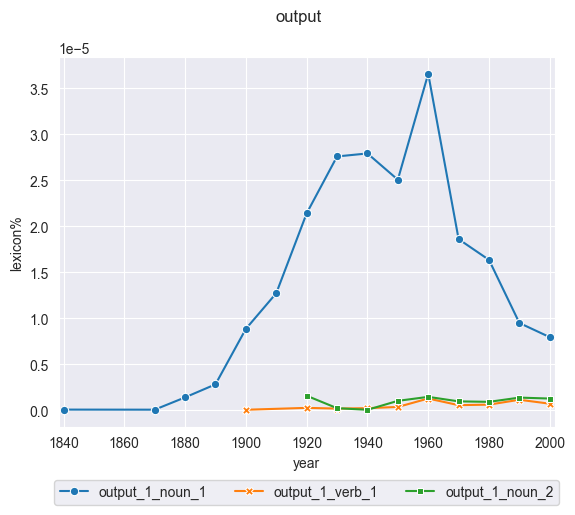 output
1e−5
3.5
3.0
2.5
2.0
1.5
1.0
0.5
0.0
lexicon%
1840 1860 1880 1900 1920 1940 1960 1980 2000
year
output_1_noun_1 output_1_verb_1 output_1_noun_2